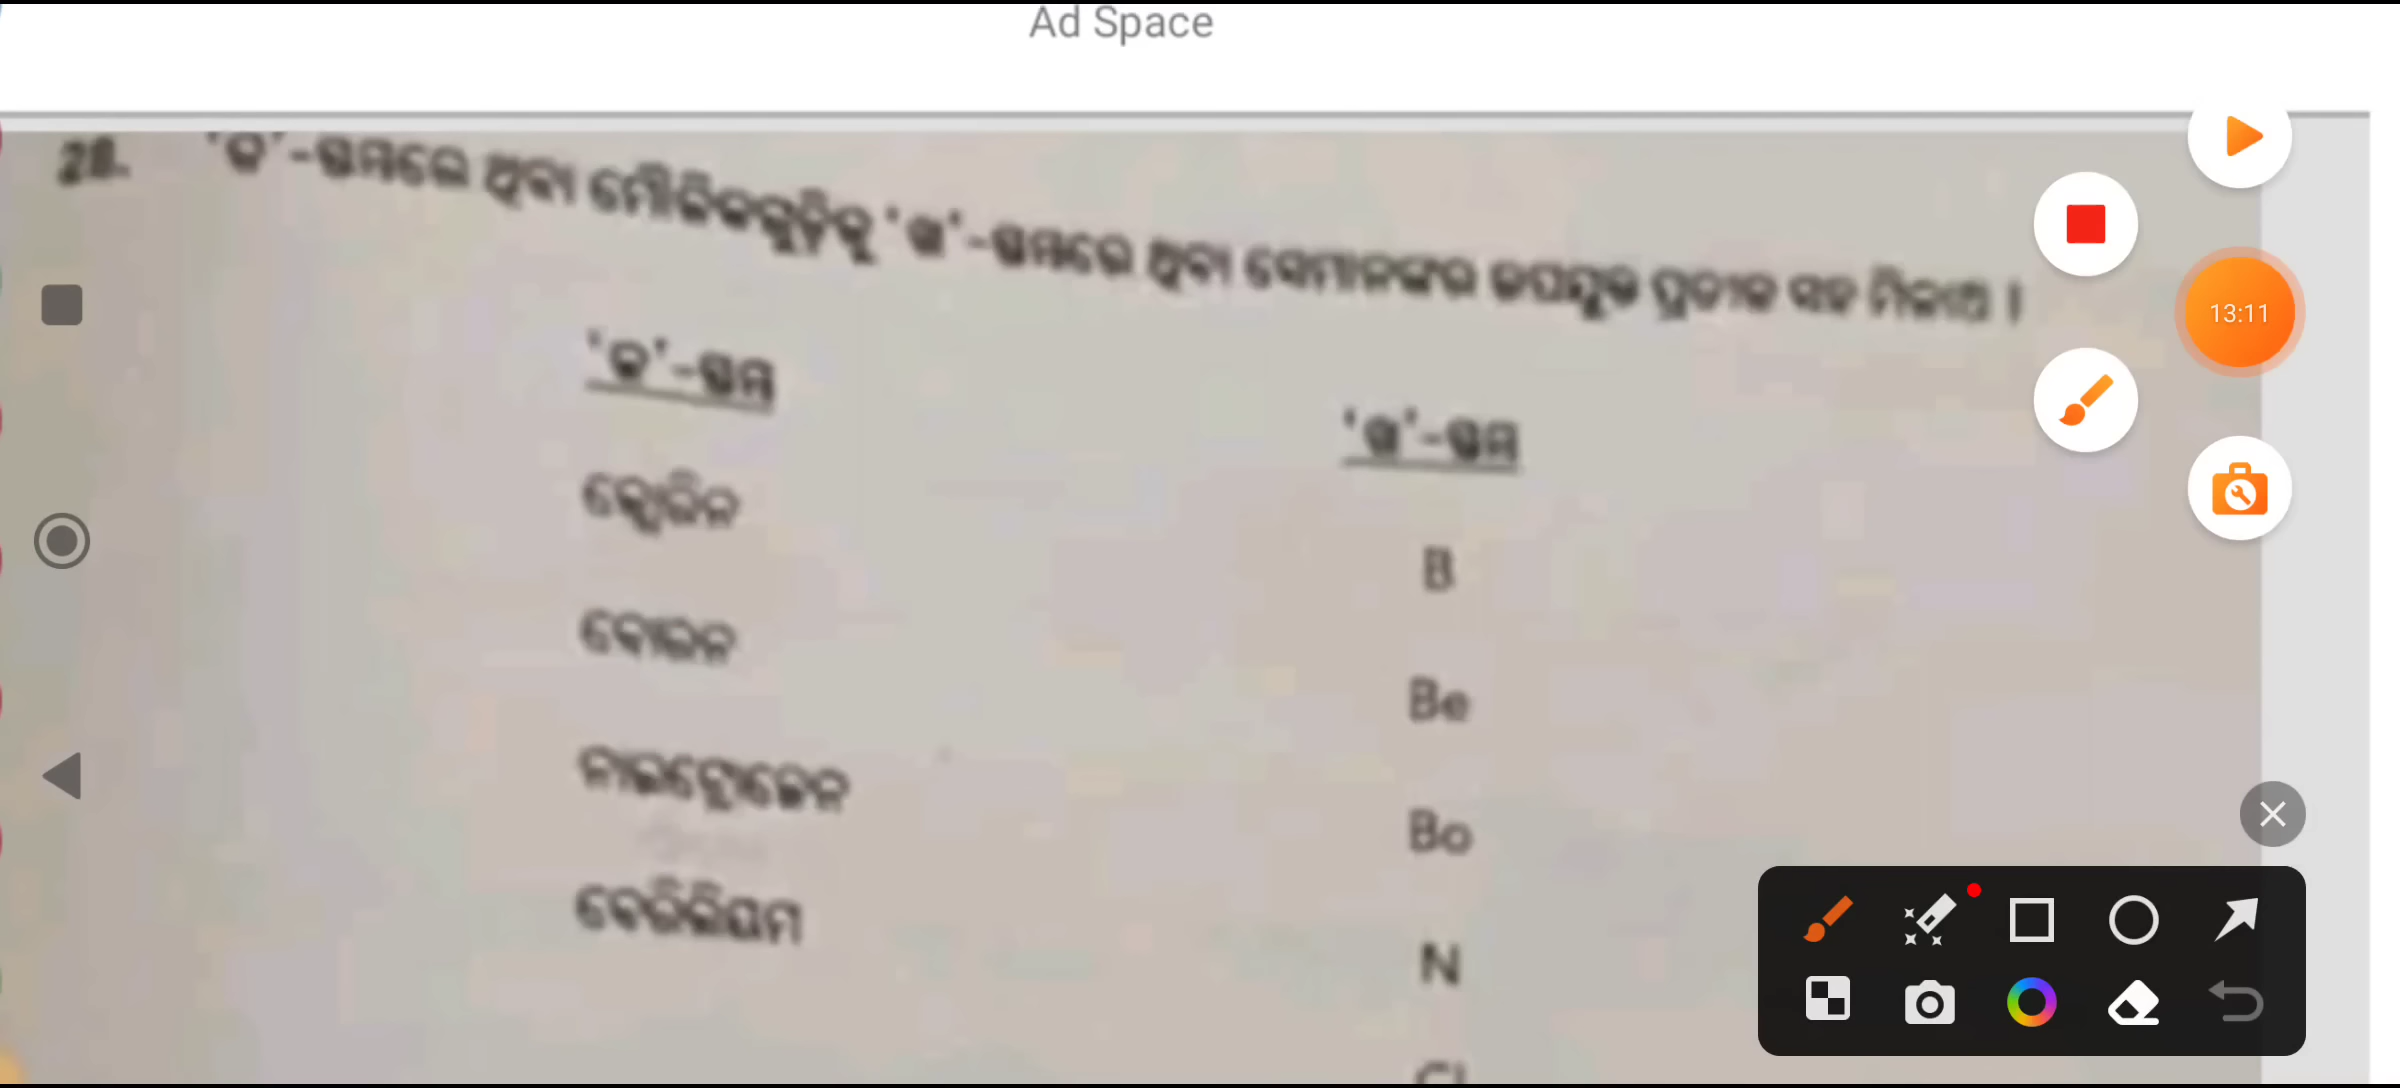 Ad Space
28. 'କ'-ସ୍ତମ୍ଭରେ ଥିବା ମୌଳିକଗୁଡ଼ିକୁ 'ଖ'-ସ୍ତମ୍ଭରେ ଥିବା ସେମାନଙ୍କର ଉପଯୁକ୍ତ ପ୍ରତୀକ ସହ ମିଳାଅ ।
13:11
'କ'-ସ୍ତମ୍ଭ
'ଖ'-ସ୍ତମ୍ଭ
କ୍ଲୋରିନ
B
ବୋରନ
Be
ନାଇଟ୍ରୋଜେନ
Bo
ବେରିଲିୟମ
N
Cl